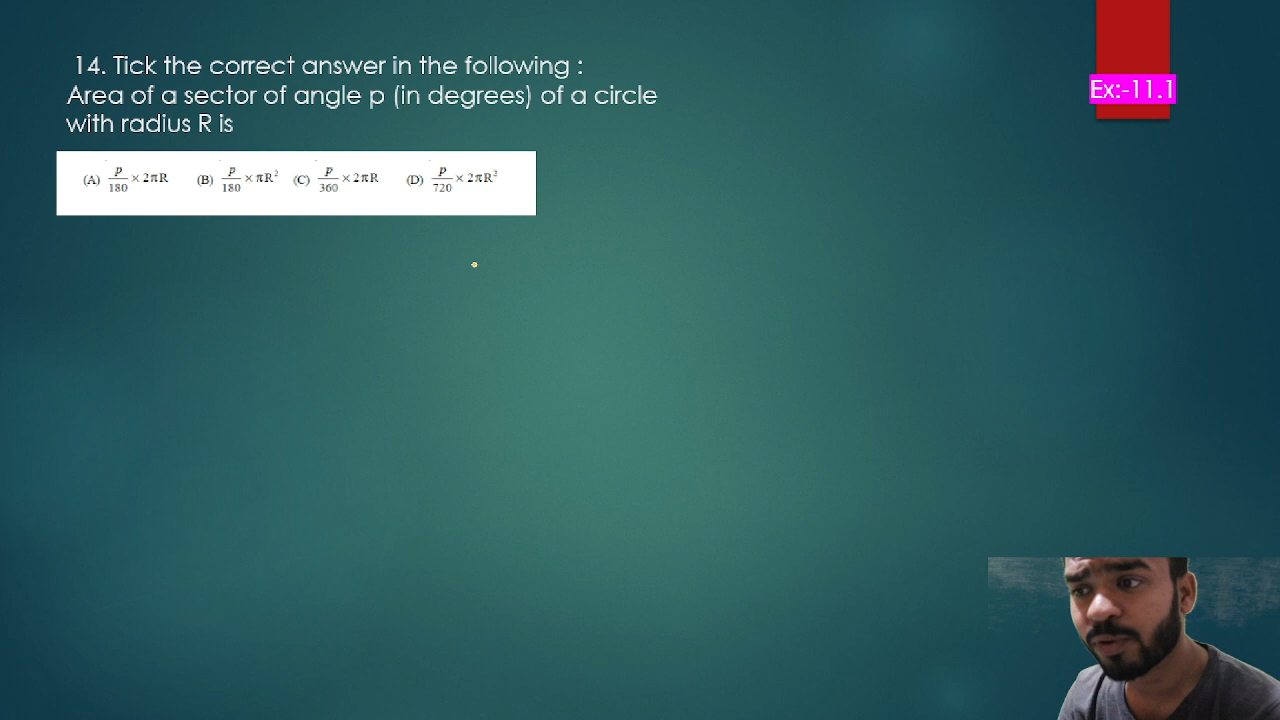 14. Tick the correct answer in the following :
Area of a sector of angle p (in degrees) of a circle
with radius R is
Ex:-11.1
(A) p/180 × 2πR (B) p/180 × πR² (C) p/360 × 2πR (D) p/720 × 2πR²